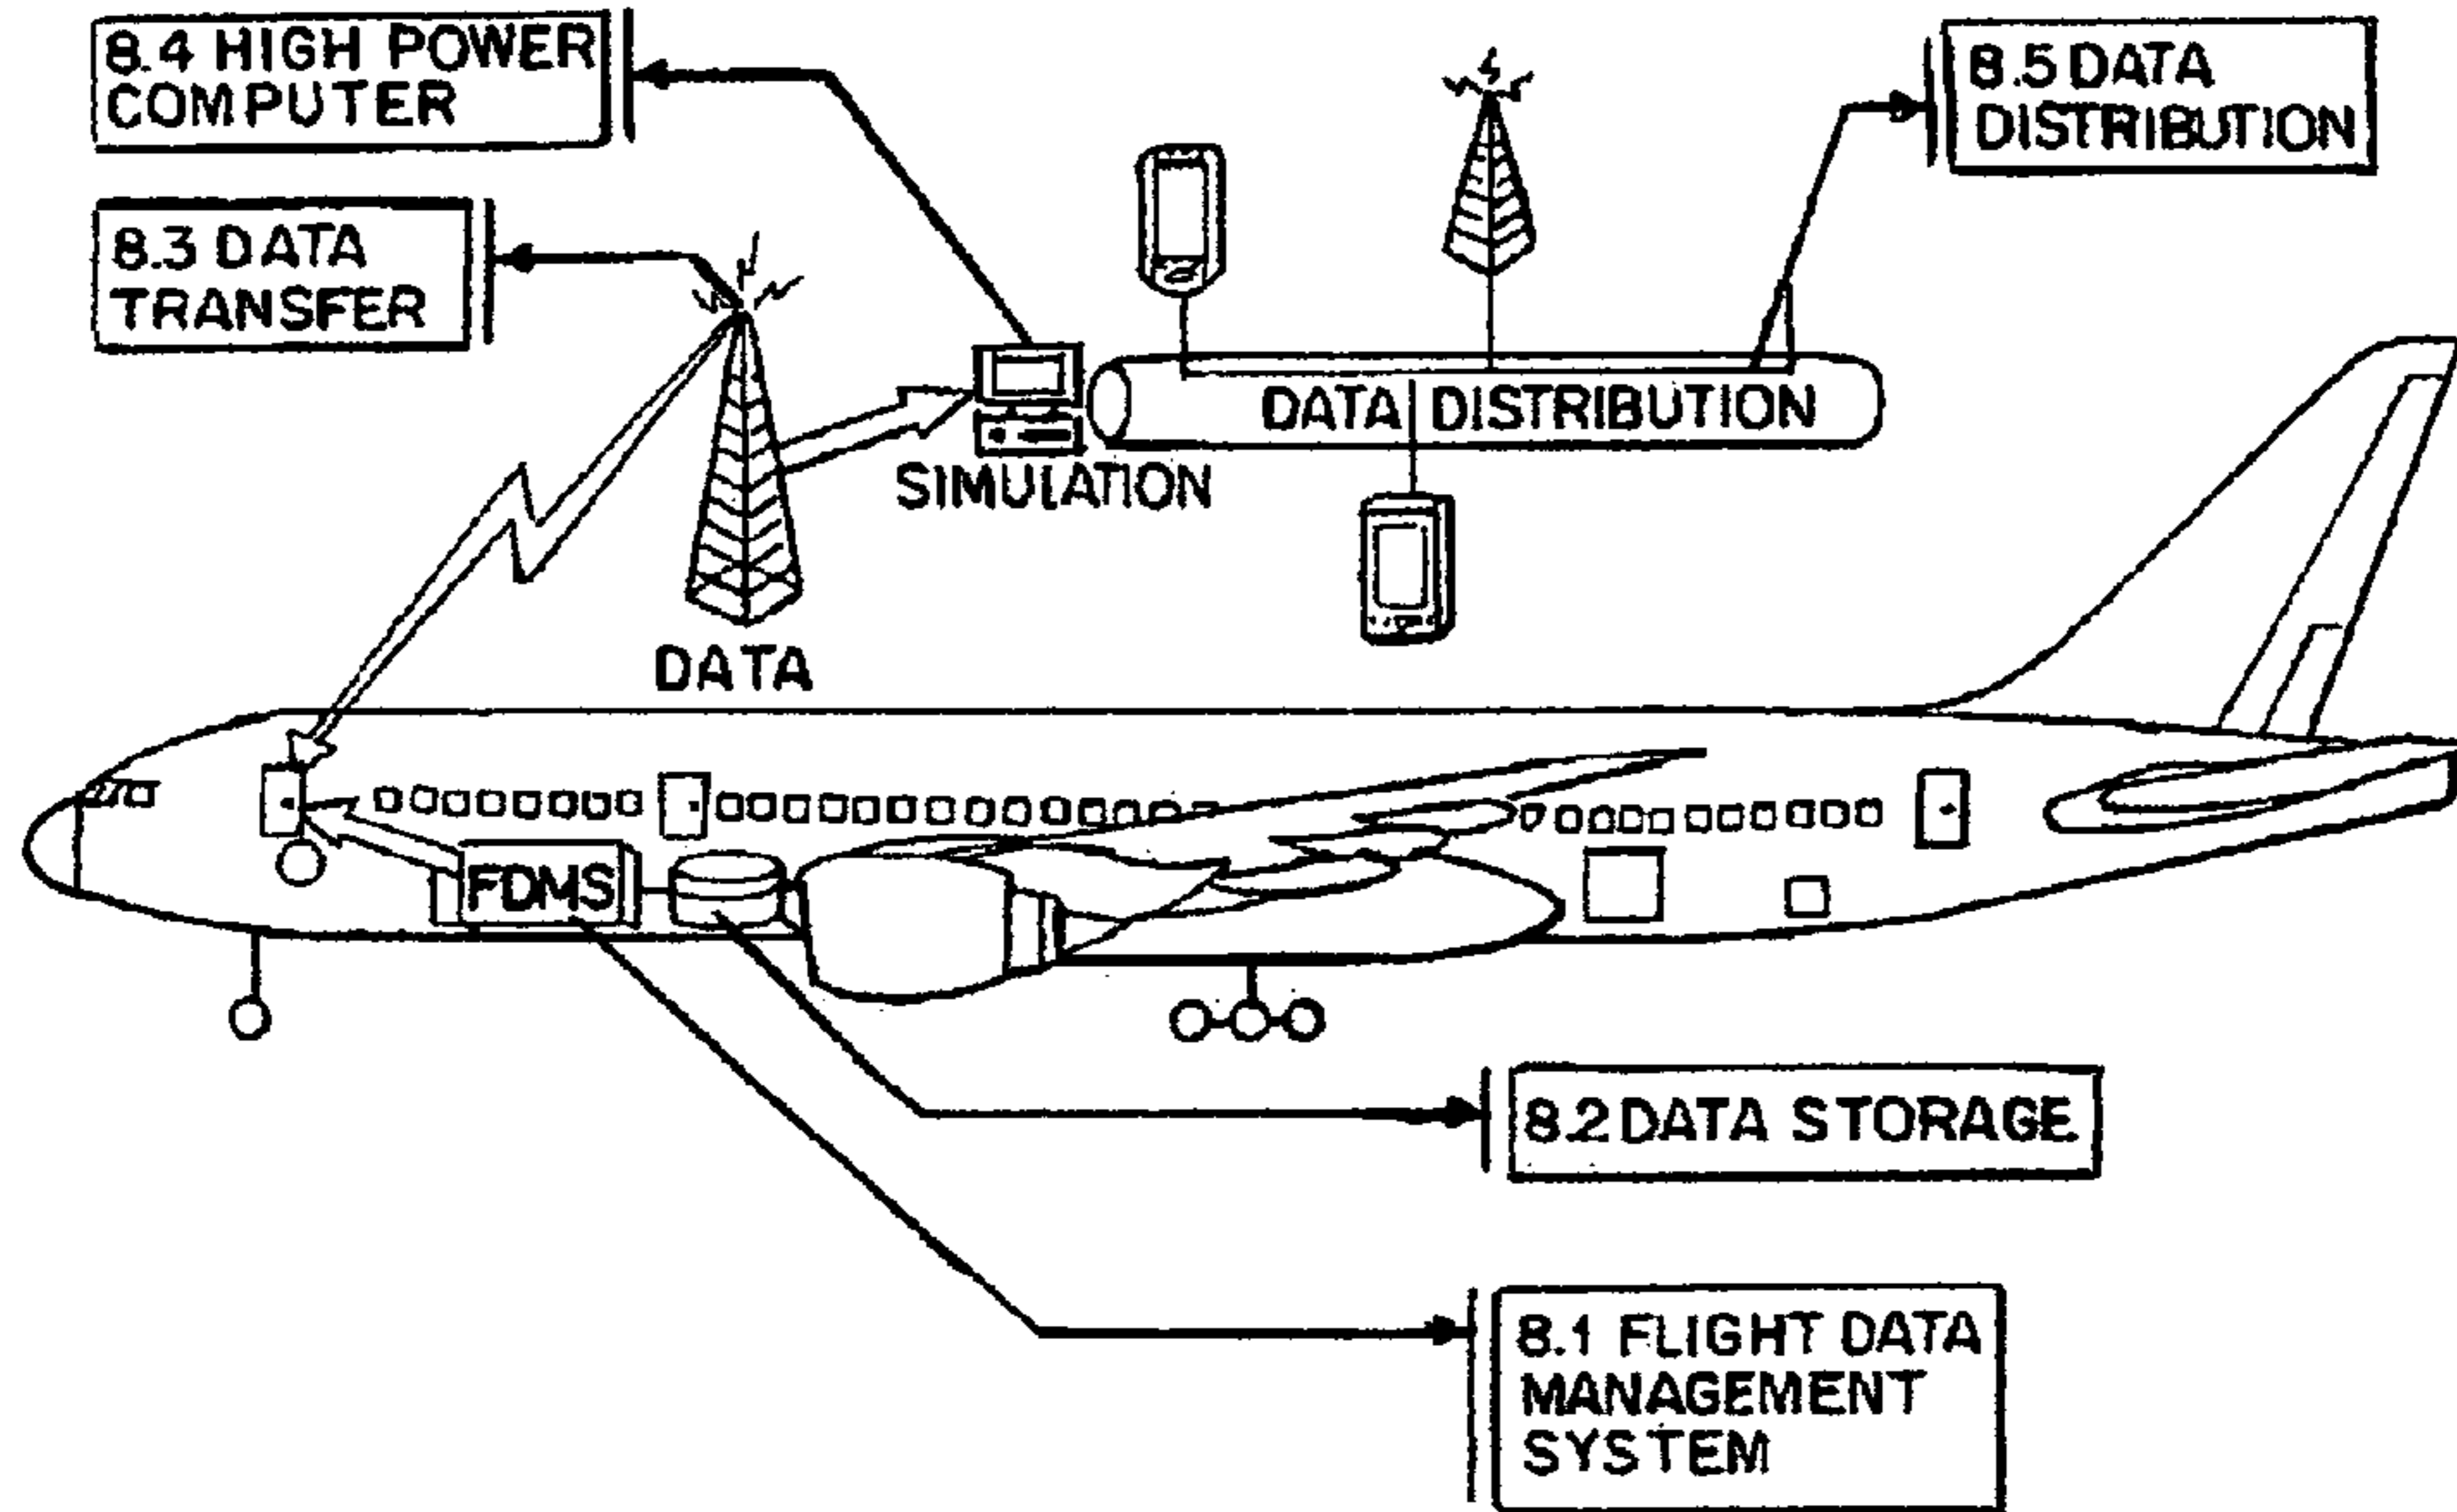 8.4 HIGH POWER
COMPUTER
8.5 DATA
DISTRIBUTION
8.3 DATA
TRANSFER
DATA DISTRIBUTION
SIMULATION
DATA
FDMS
8.2 DATA STORAGE
8.1 FLIGHT DATA
MANAGEMENT
SYSTEM